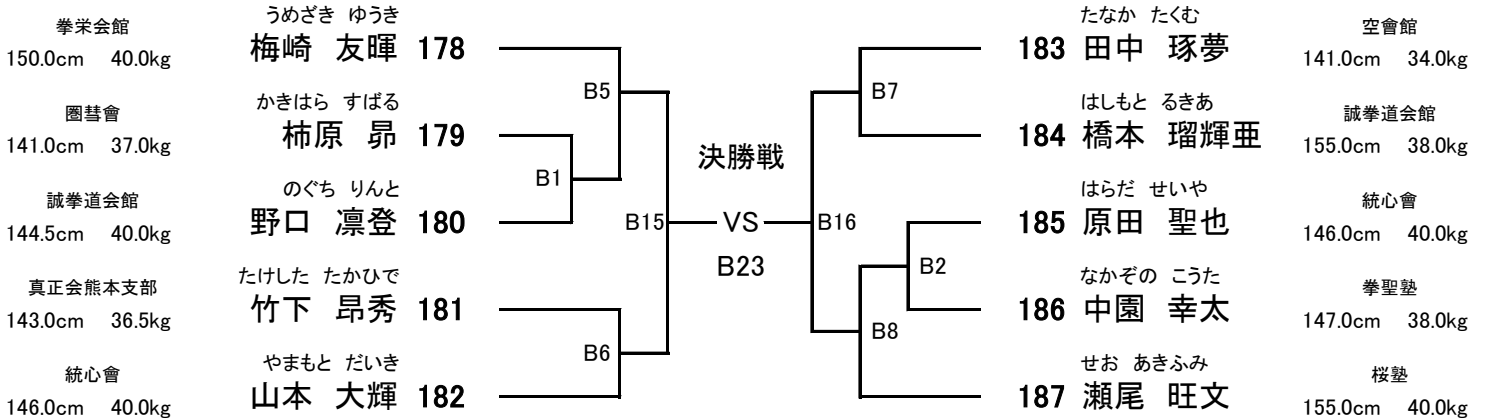 拳栄会館
150.0cm 40.0kg
うめざき ゆうき
梅崎 友暉 178
圏彗會
141.0cm 37.0kg
かきはら すばる
柿原 昴 179
誠拳道会館
144.5cm 40.0kg
のぐち りんと
野口 凛登 180
真正会熊本支部
143.0cm 36.5kg
たけした たかひで
竹下 昂秀 181
統心會
146.0cm 40.0kg
やまもと だいき
山本 大輝 182
B5
B1
B15
B6
決勝戦
VS
B23
B7
B16
B2
B8
たなか たくむ
183 田中 琢夢
空會館
141.0cm 34.0kg
はしもと るきあ
184 橋本 瑠輝亜
誠拳道会館
155.0cm 38.0kg
はらだ せいや
185 原田 聖也
統心會
146.0cm 40.0kg
なかぞの こうた
186 中園 幸太
拳聖塾
147.0cm 38.0kg
せお あきふみ
187 瀬尾 旺文
桜塾
155.0cm 40.0kg